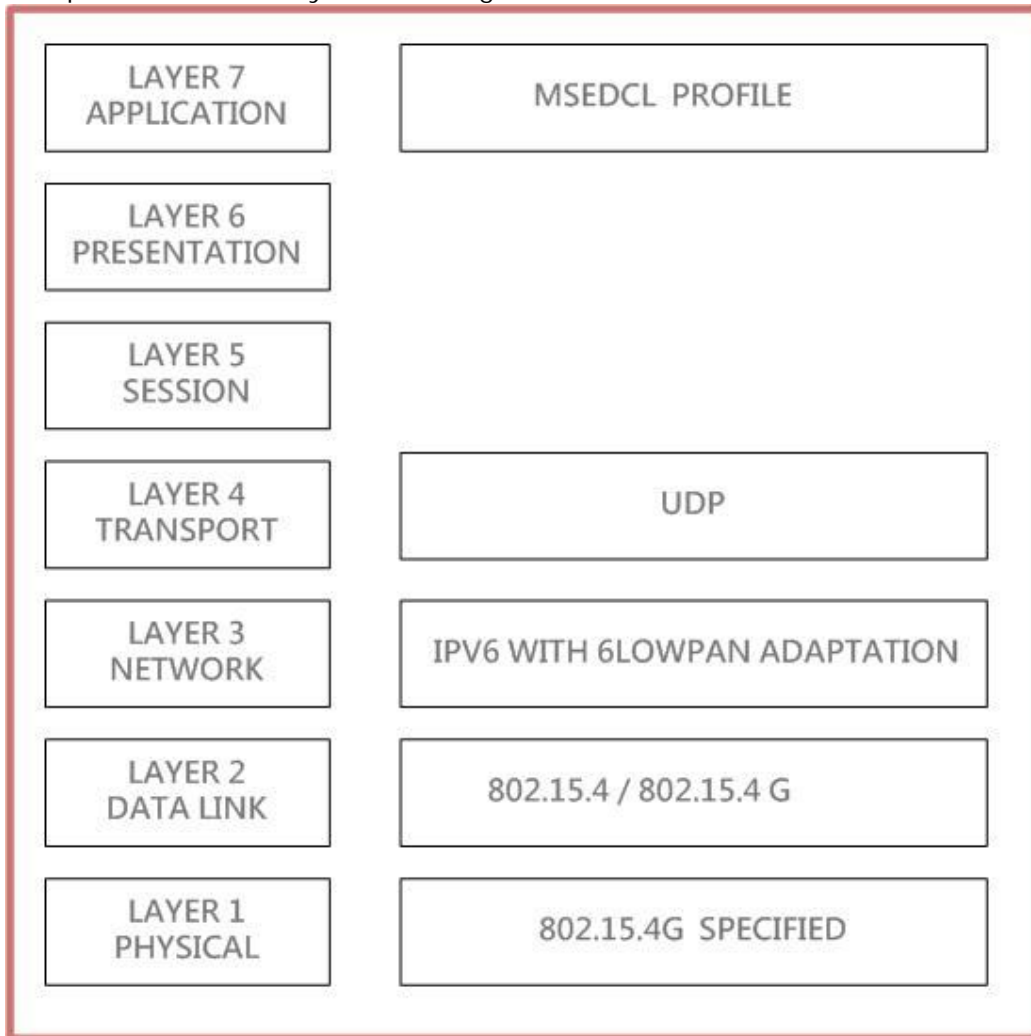 LAYER 7
APPLICATION
MSEDCL PROFILE
LAYER 6
PRESENTATION
LAYER 5
SESSION
LAYER 4
TRANSPORT
UDP
LAYER 3
NETWORK
IPV6 WITH 6LOWPAN ADAPTATION
LAYER 2
DATA LINK
802.15.4 / 802.15.4 G
LAYER 1
PHYSICAL
802.15.4G SPECIFIED